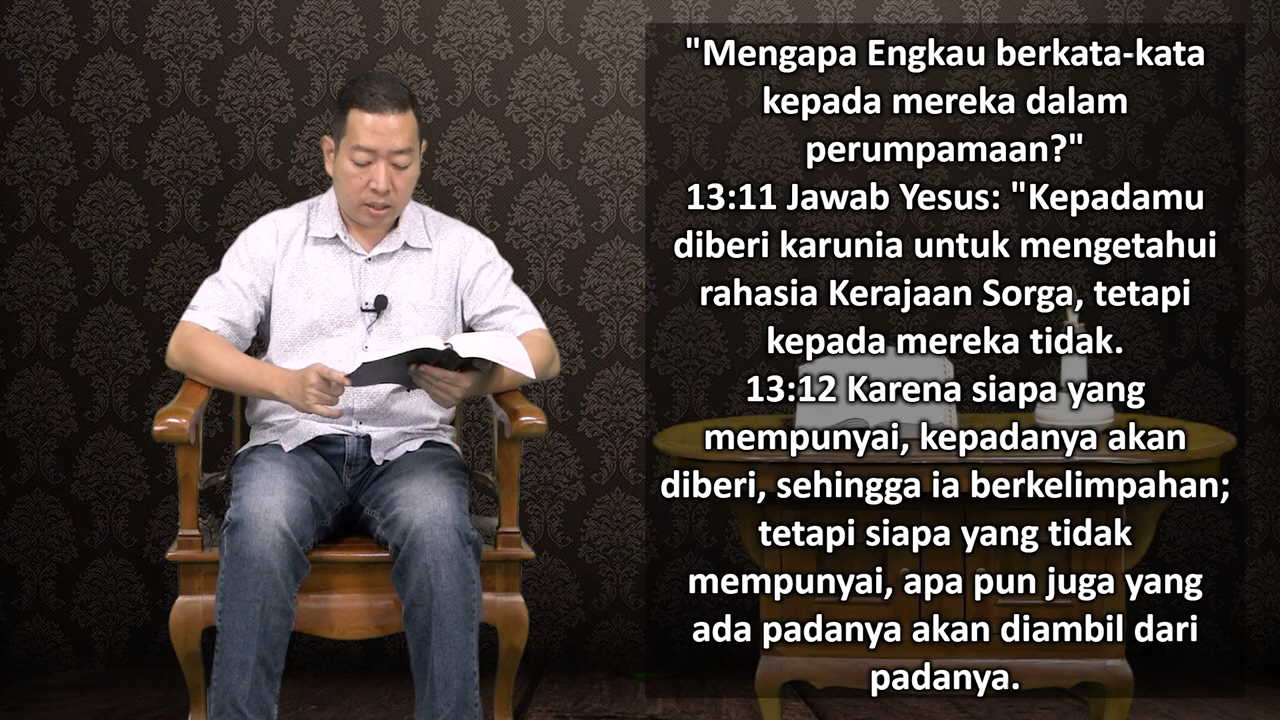 "Mengapa Engkau berkata-kata
kepada mereka dalam
perumpamaan?"
13:11 Jawab Yesus: "Kepadamu
diberi karunia untuk mengetahui
rahasia Kerajaan Sorga, tetapi
kepada mereka tidak.
13:12 Karena siapa yang
mempunyai, kepadanya akan
diberi, sehingga ia berkelimpahan;
tetapi siapa yang tidak
mempunyai, apa pun juga yang
ada padanya akan diambil dari
padanya.